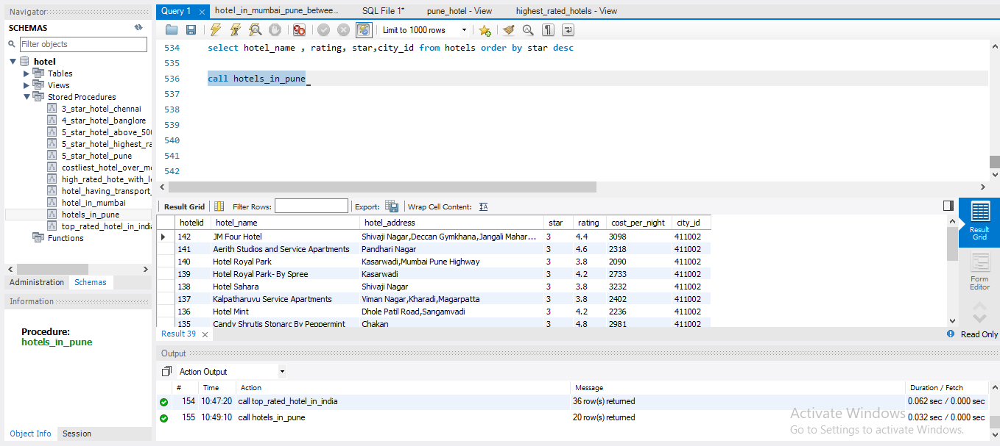 Navigator
SCHEMAS
Filter objects
hotel
Tables
Views
Stored Procedures
3_star_hotel_chennai
4_star_hotel_banglore
5_star_hotel_above_50
5_star_hotel_highest_ra
5_star_hotel_pune
costliest_hotel_over_m
high_rated_hote_with_l
hotel_having_transport_
hotel_in_mumbai
hotels_in_pune
top_rated_hotel_in_indi
Functions
Administration Schemas
Information
Procedure:
hotels_in_pune
Object Info Session
Query 1 hotel_in_mumbai_pune_betwee... SQL File 1* pune_hotel - View highest_rated_hotels - View
Limit to 1000 rows
534 select hotel_name , rating, star,city_id from hotels order by star desc
535
536 call hotels_in_pune
537
538
539
540
541
542
Result Grid Filter Rows: Export: Wrap Cell Content:
hotelid hotel_name hotel_address star rating cost_per_night city_id
142 JM Four Hotel Shivaji Nagar,Deccan Gymkhana,Jangali Mahar... 3 4.4 3098 411002
141 Aerith Studios and Service Apartments Pandhari Nagar 3 4.6 2318 411002
140 Hotel Royal Park Kasarwadi,Mumbai Pune Highway 3 3.8 2090 411002
139 Hotel Royal Park- By Spree Kasarwadi 3 4.2 2733 411002
138 Hotel Sahara Shivaji Nagar 3 3.8 3232 411002
137 Kalpatharuvu Service Apartments Viman Nagar,Kharadi,Magarpatta 3 3.8 2402 411002
136 Hotel Mint Dhole Patil Road,Sangamvadi 3 4.2 2236 411002
135 Candy Shrutis Stonarc By Peppermint Chakan 3 4.8 2981 411002
Result Grid
Form Editor
Result 39
Read Only
Output
Action Output
# Time Action Message Duration / Fetch
154 10:47:20 call top_rated_hotel_in_india 36 row(s) returned 0.062 sec / 0.000 sec
155 10:49:10 call hotels_in_pune 20 row(s) returned 0.032 sec / 0.000 sec
Activate Windows
Go to Settings to activate Windows.